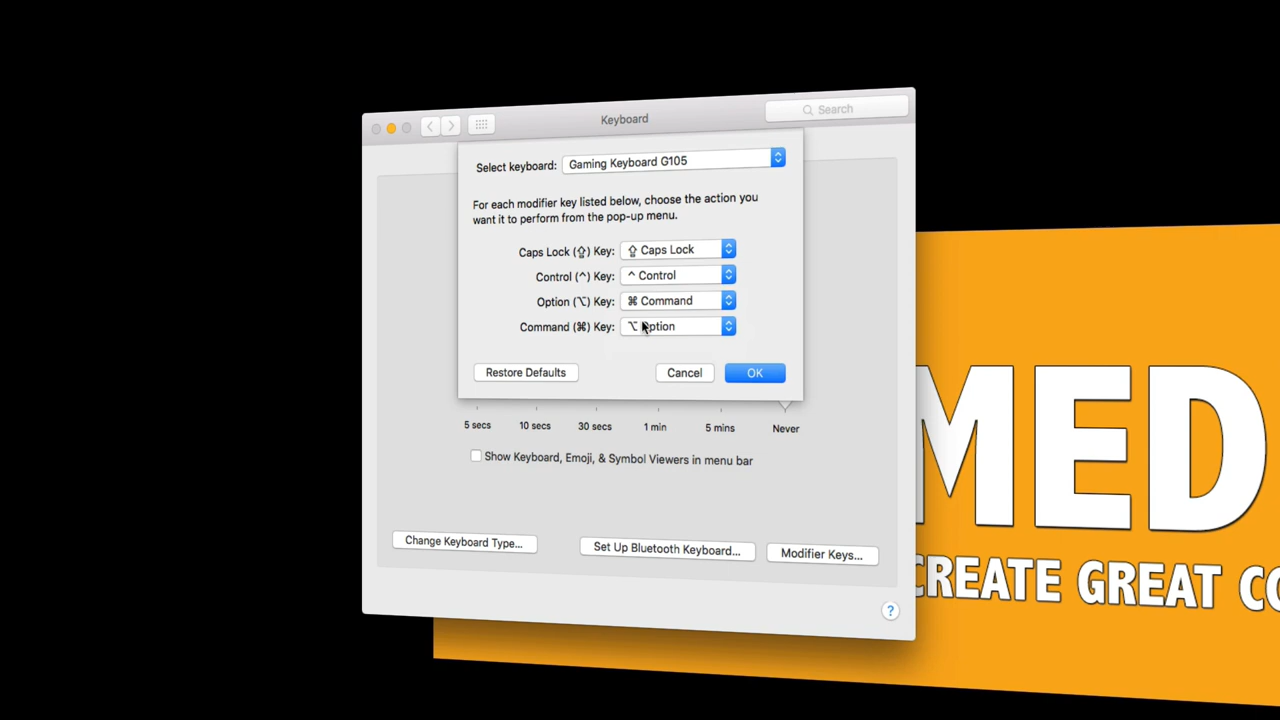 Search
Keyboard
Select keyboard: Gaming Keyboard G105
For each modifier key listed below, choose the action you
want it to perform from the pop-up menu.
Caps Lock (⇪) Key: ⇪ Caps Lock
Control (^) Key: ^ Control
Option (⌥) Key: ⌘ Command
Command (⌘) Key: ⌥ Option
Restore Defaults Cancel OK
5 secs 10 secs 30 secs 1 min 5 mins Never
Show Keyboard, Emoji, & Symbol Viewers in menu bar
Change Keyboard Type... Set Up Bluetooth Keyboard... Modifier Keys...
?
MED
CREATE GREAT CO